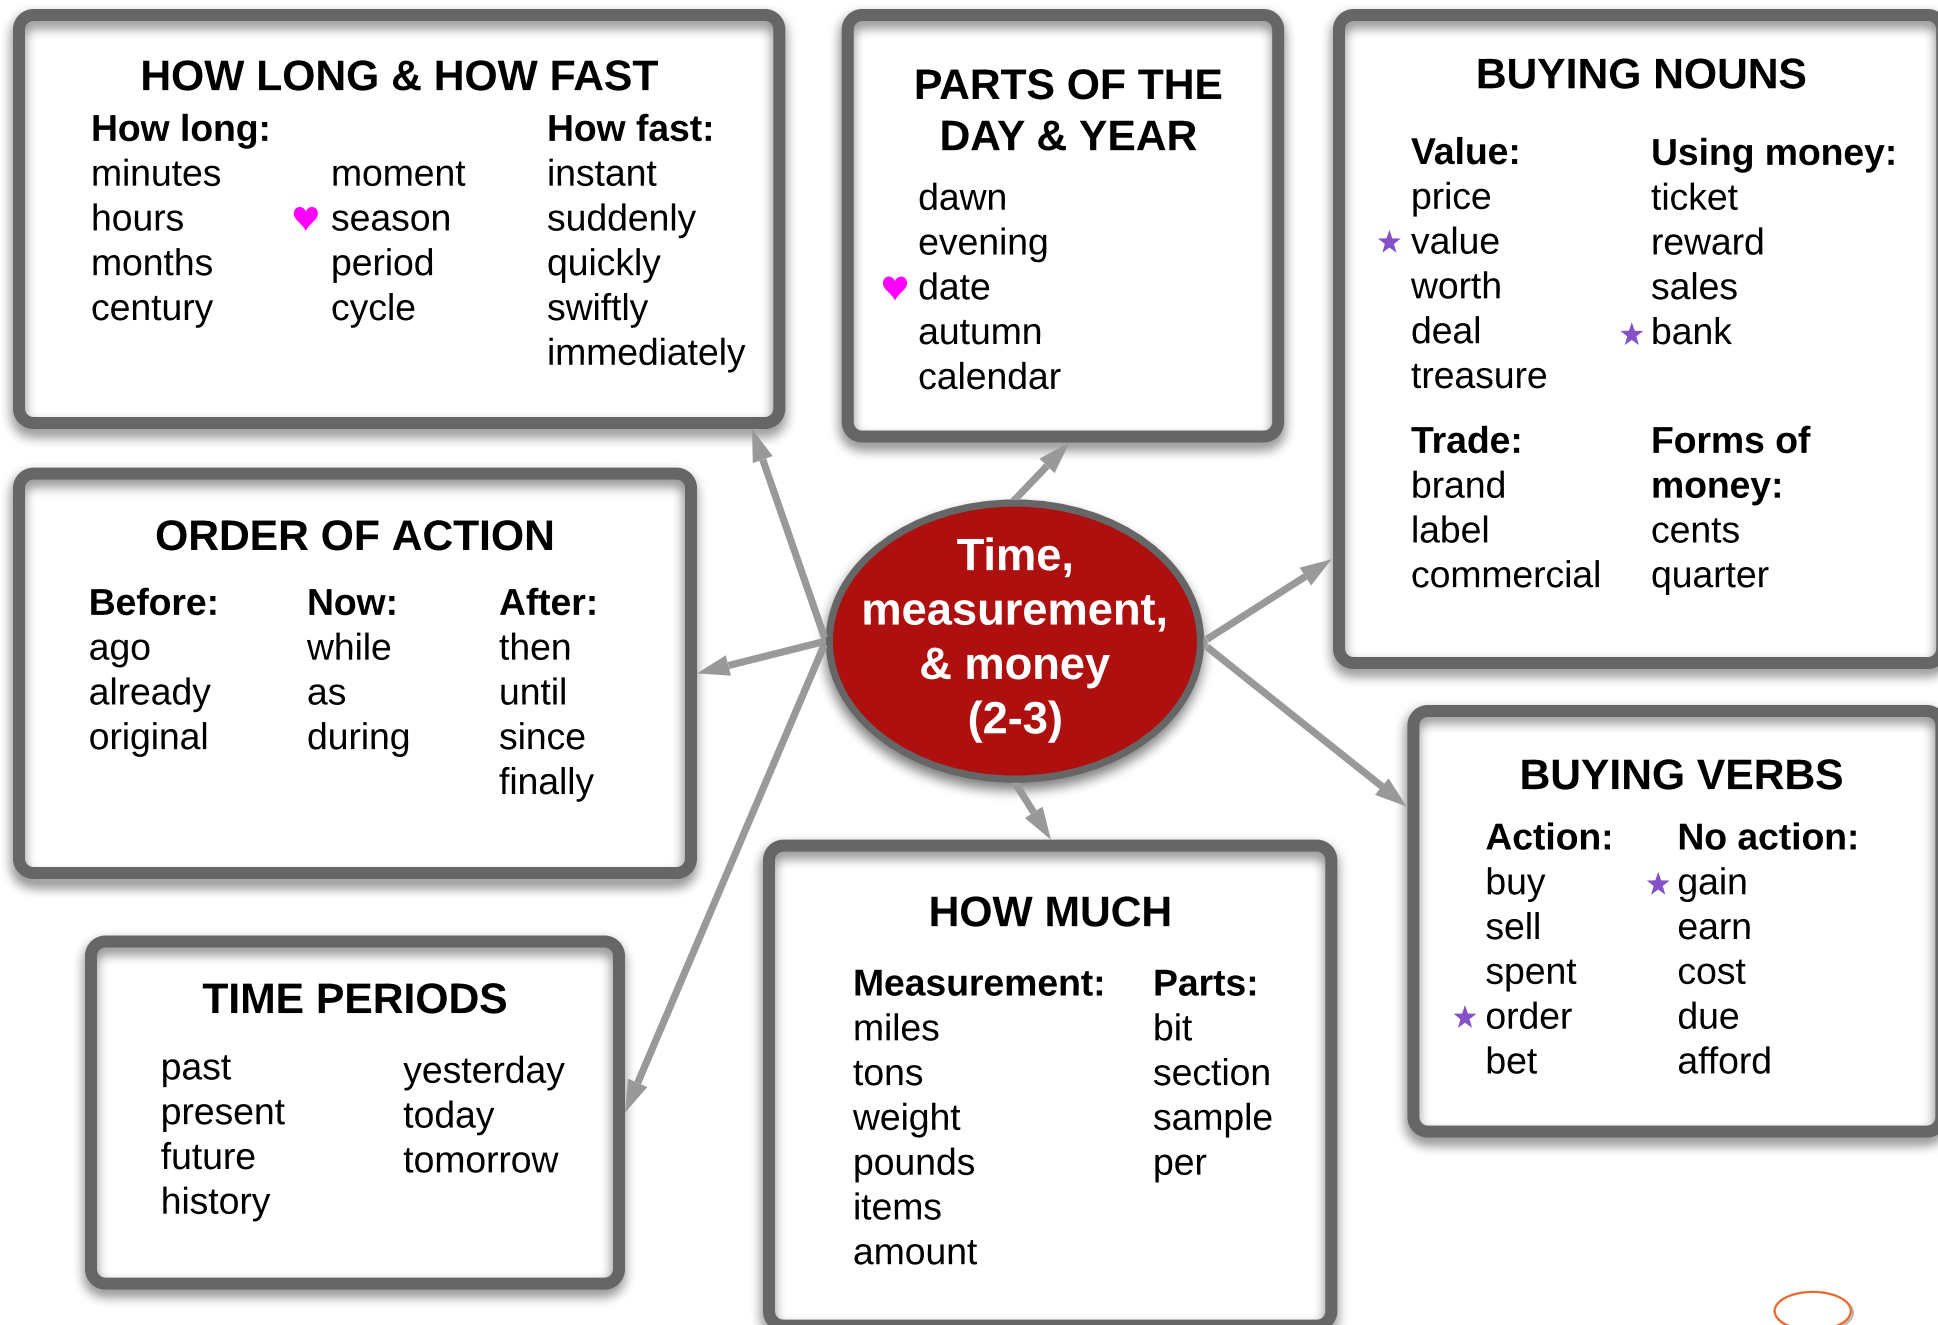 HOW LONG & HOW FAST
How long:
minutes
hours
months
century
moment
season
period
cycle
How fast:
instant
suddenly
quickly
swiftly
immediately
PARTS OF THE
DAY & YEAR
dawn
evening
date
autumn
calendar
BUYING NOUNS
Value:
price
value
worth
deal
treasure
Using money:
ticket
reward
sales
bank
Trade:
brand
label
commercial
Forms of
money:
cents
quarter
ORDER OF ACTION
Before:
ago
already
original
Now:
while
as
during
After:
then
until
since
finally
Time,
measurement,
& money
(2-3)
BUYING VERBS
Action:
buy
sell
spent
order
bet
No action:
gain
earn
cost
due
afford
TIME PERIODS
past
present
future
history
yesterday
today
tomorrow
HOW MUCH
Measurement:
miles
tons
weight
pounds
items
amount
Parts:
bit
section
sample
per